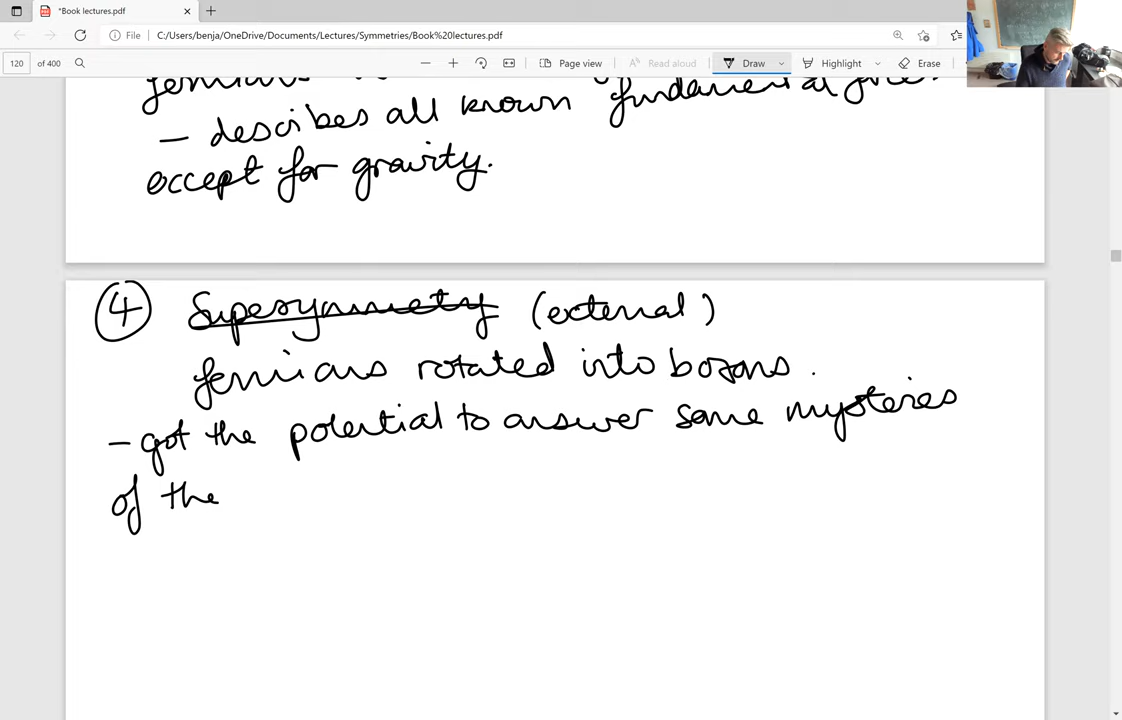 *Book lectures.pdf
File C:/Users/benja/OneDrive/Documents/Lectures/Symmetries/Book%20lectures.pdf
120 of 400 Page view Read aloud Draw Highlight Erase
— describes all known fundamental
except for gravity.
④ Supersymmetry (external)
fermions rotated into bosons.
— got the potential to answer some mysteries
of the